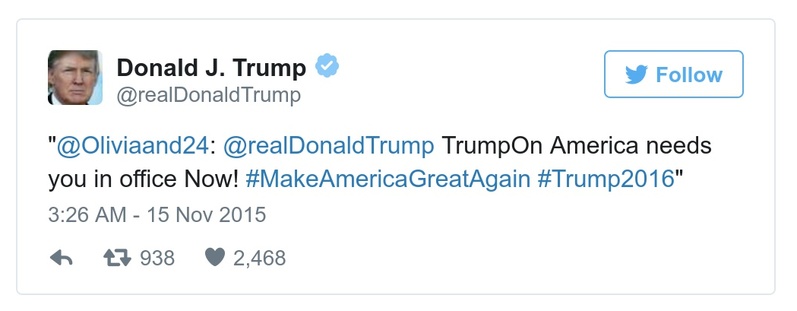 Donald J. Trump
@realDonaldTrump
Follow
"@Oliviaand24: @realDonaldTrump TrumpOn America needs
you in office Now! #MakeAmericaGreatAgain #Trump2016"
3:26 AM - 15 Nov 2015
938 2,468